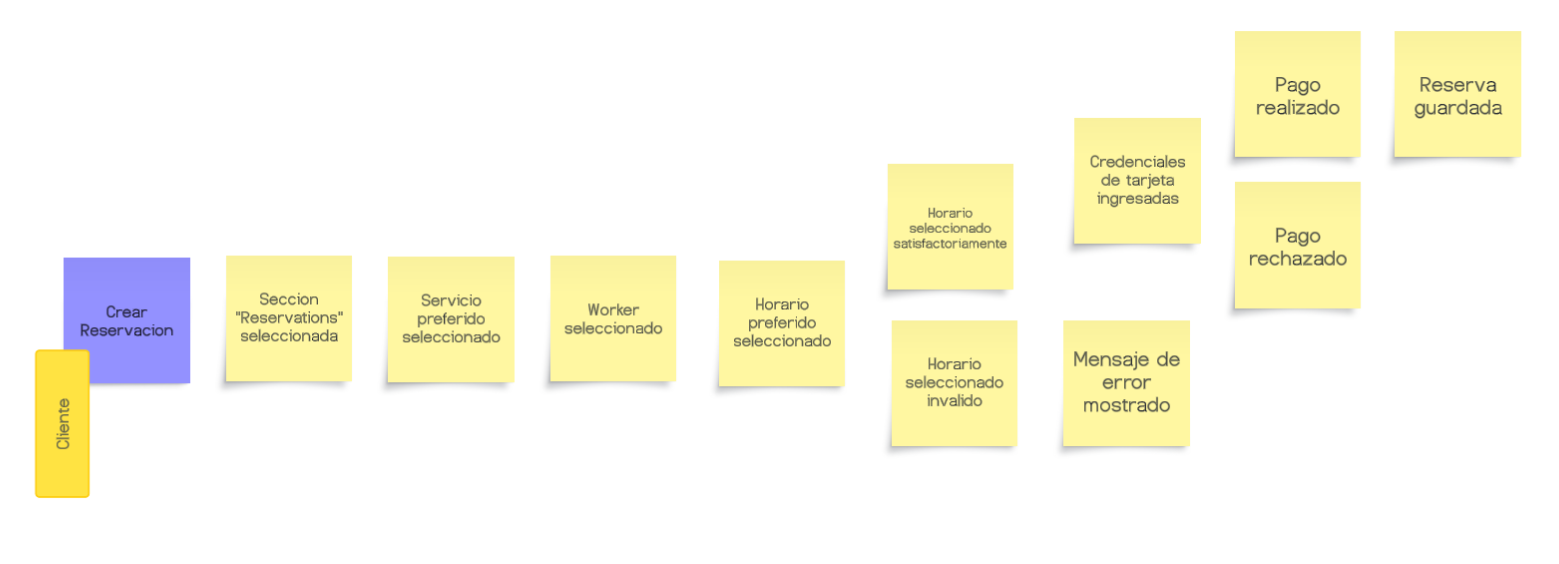 Crear
Reservacion
Cliente
Seccion
"Reservations"
seleccionada
Servicio
preferido
seleccionado
Worker
seleccionado
Horario
preferido
seleccionado
Horario
seleccionado
satisfactoriamente
Horario
seleccionado
invalido
Mensaje de
error
mostrado
Credenciales
de tarjeta
ingresadas
Pago
realizado
Pago
rechazado
Reserva
guardada